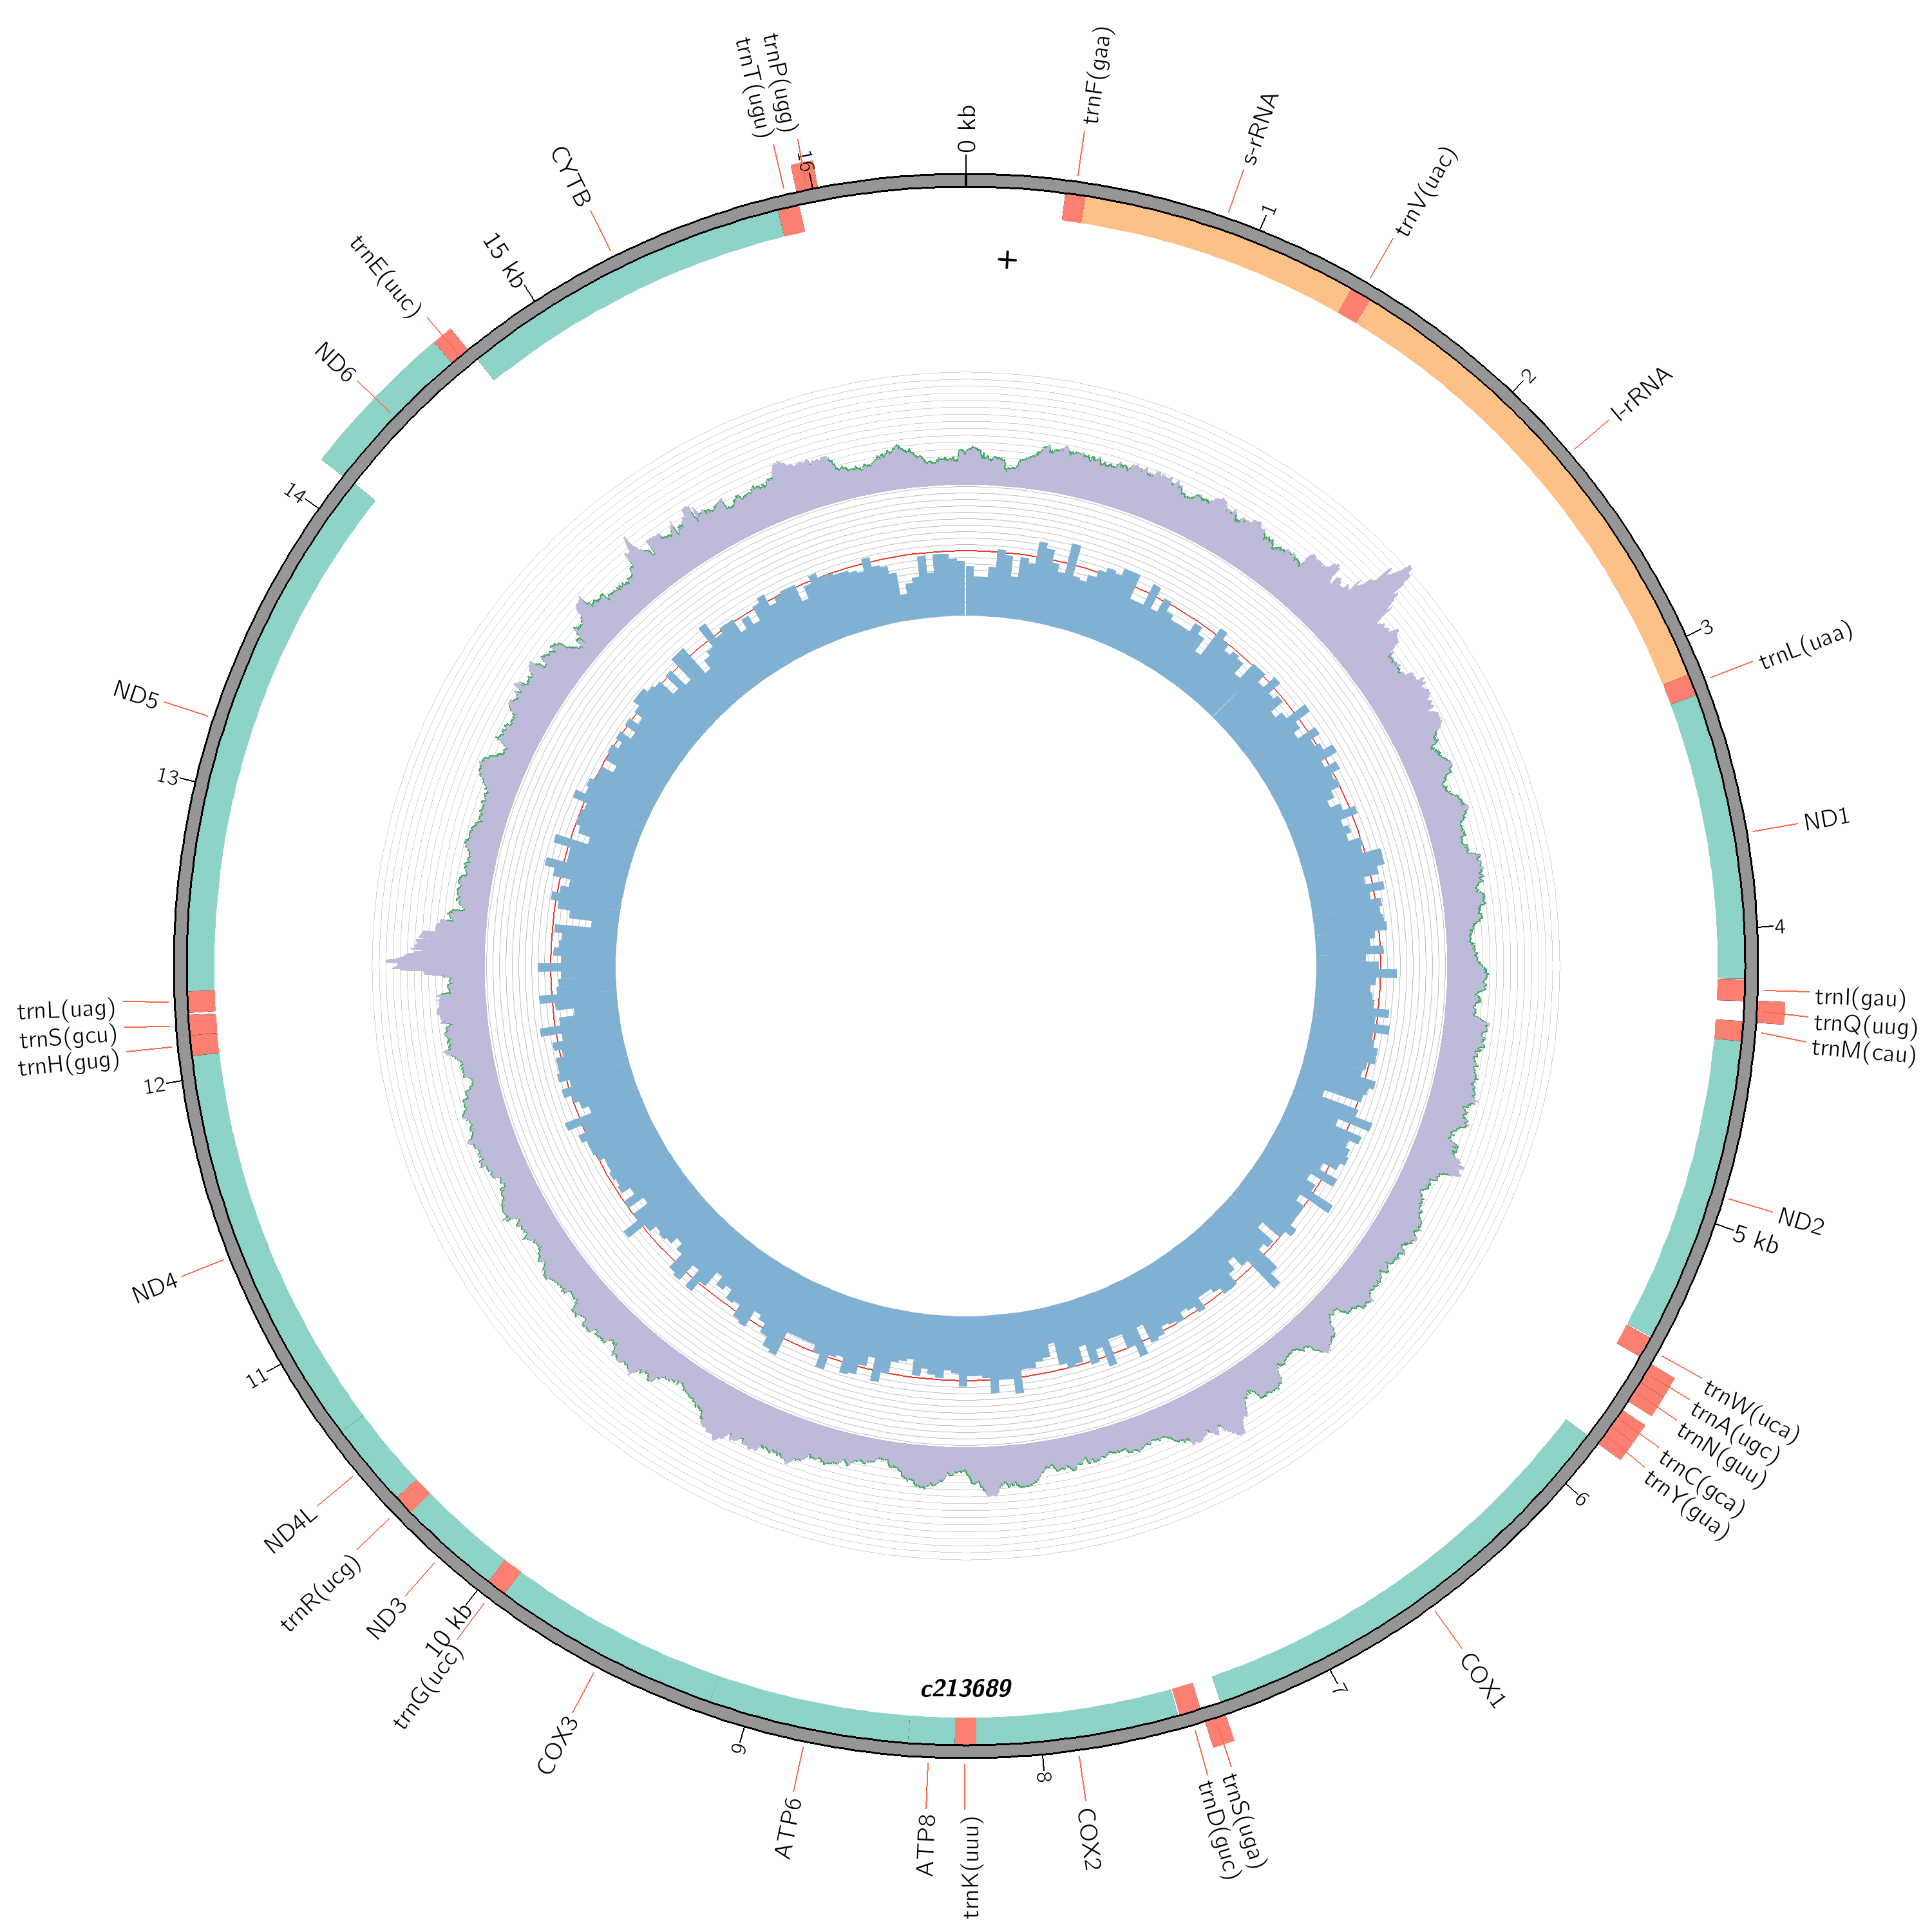 0 kb
trnF(gaa)
s-rRNA
1
trnV(uac)
2
l-rRNA
3
trnL(uaa)
ND1
4
trnI(gau)
trnQ(uug)
trnM(cau)
ND2
5 kb
trnW(uca)
trnA(ugc)
trnN(guu)
trnC(gca)
trnY(gua)
6
COX1
7
trnS(uga)
trnD(guc)
COX2
8
trnK(uuu)
ATP8
ATP6
9
COX3
trnG(ucc)
10 kb
ND3
trnR(ucg)
ND4L
11
ND4
12
trnH(gug)
trnS(gcu)
trnL(uag)
13
ND5
14
ND6
trnE(uuc)
15 kb
CYTB
trnT(ugu)
trnP(ugg)
16
+
c213689